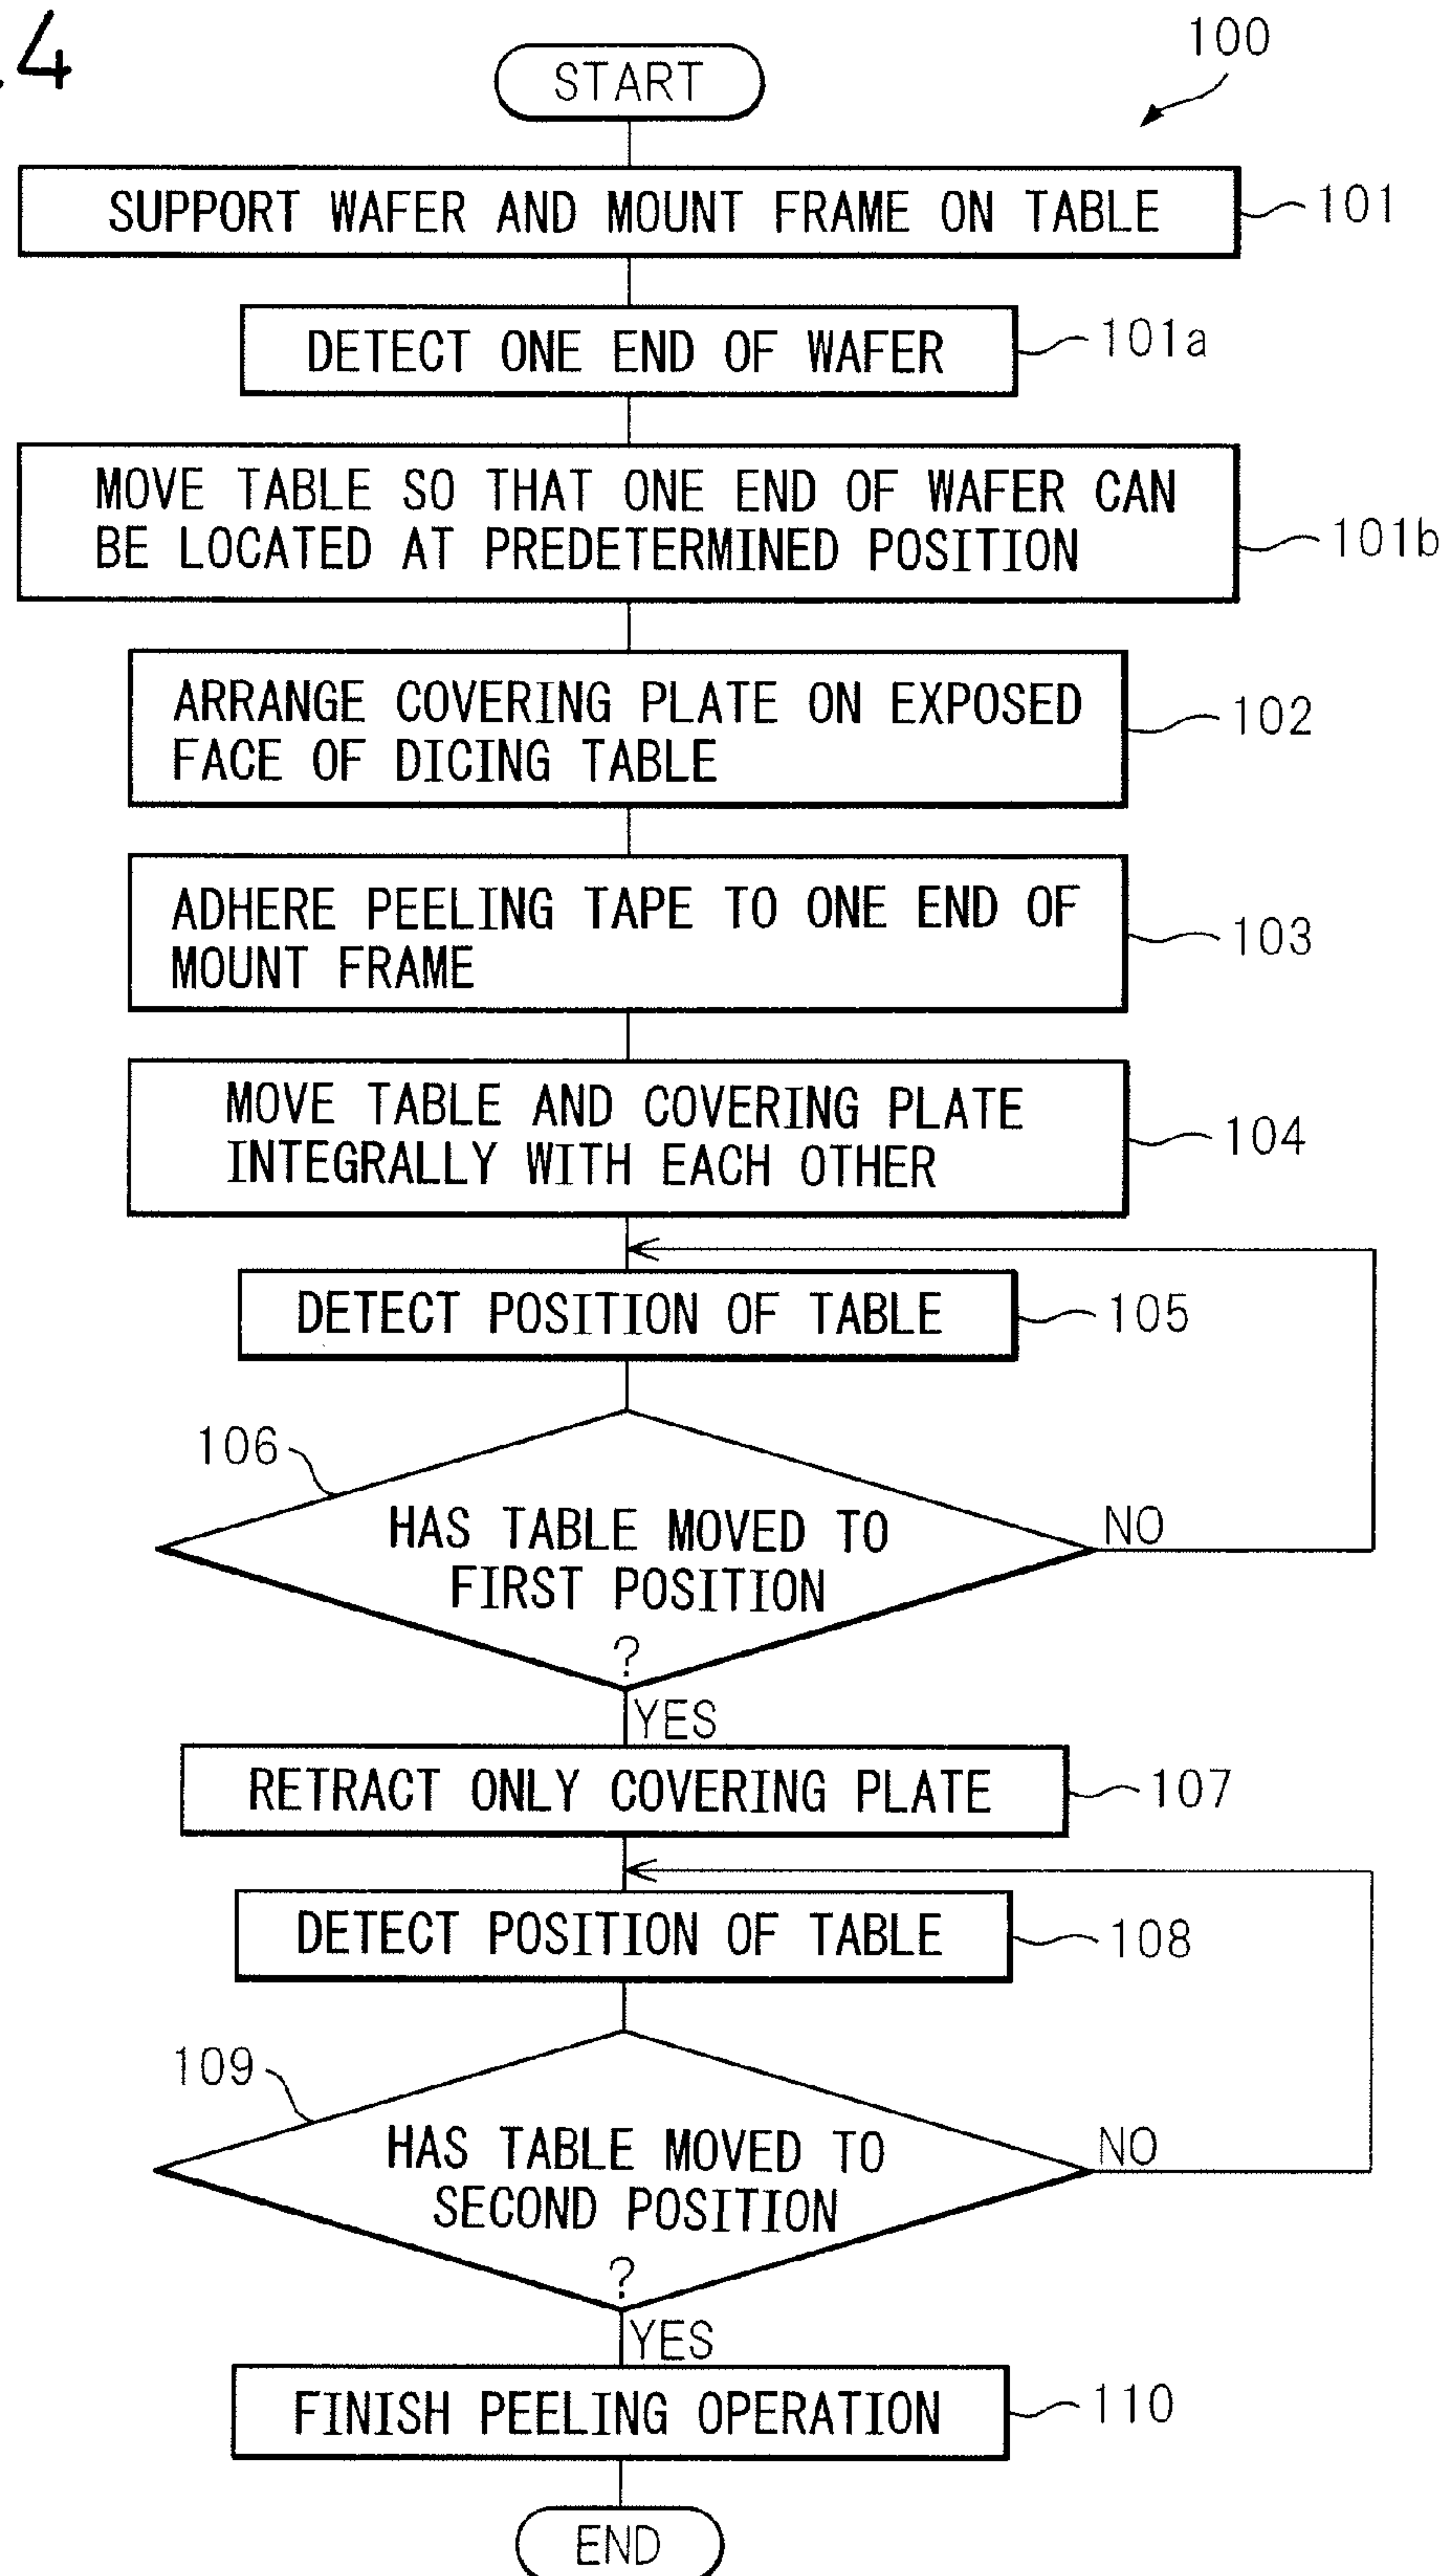 .4
100
START
SUPPORT WAFER AND MOUNT FRAME ON TABLE
101
DETECT ONE END OF WAFER
101a
MOVE TABLE SO THAT ONE END OF WAFER CAN
BE LOCATED AT PREDETERMINED POSITION
101b
ARRANGE COVERING PLATE ON EXPOSED
FACE OF DICING TABLE
102
ADHERE PEELING TAPE TO ONE END OF
MOUNT FRAME
103
MOVE TABLE AND COVERING PLATE
INTEGRALLY WITH EACH OTHER
104
DETECT POSITION OF TABLE
105
106
HAS TABLE MOVED TO
FIRST POSITION
?
NO
YES
RETRACT ONLY COVERING PLATE
107
DETECT POSITION OF TABLE
108
109
HAS TABLE MOVED TO
SECOND POSITION
?
NO
YES
FINISH PEELING OPERATION
110
END